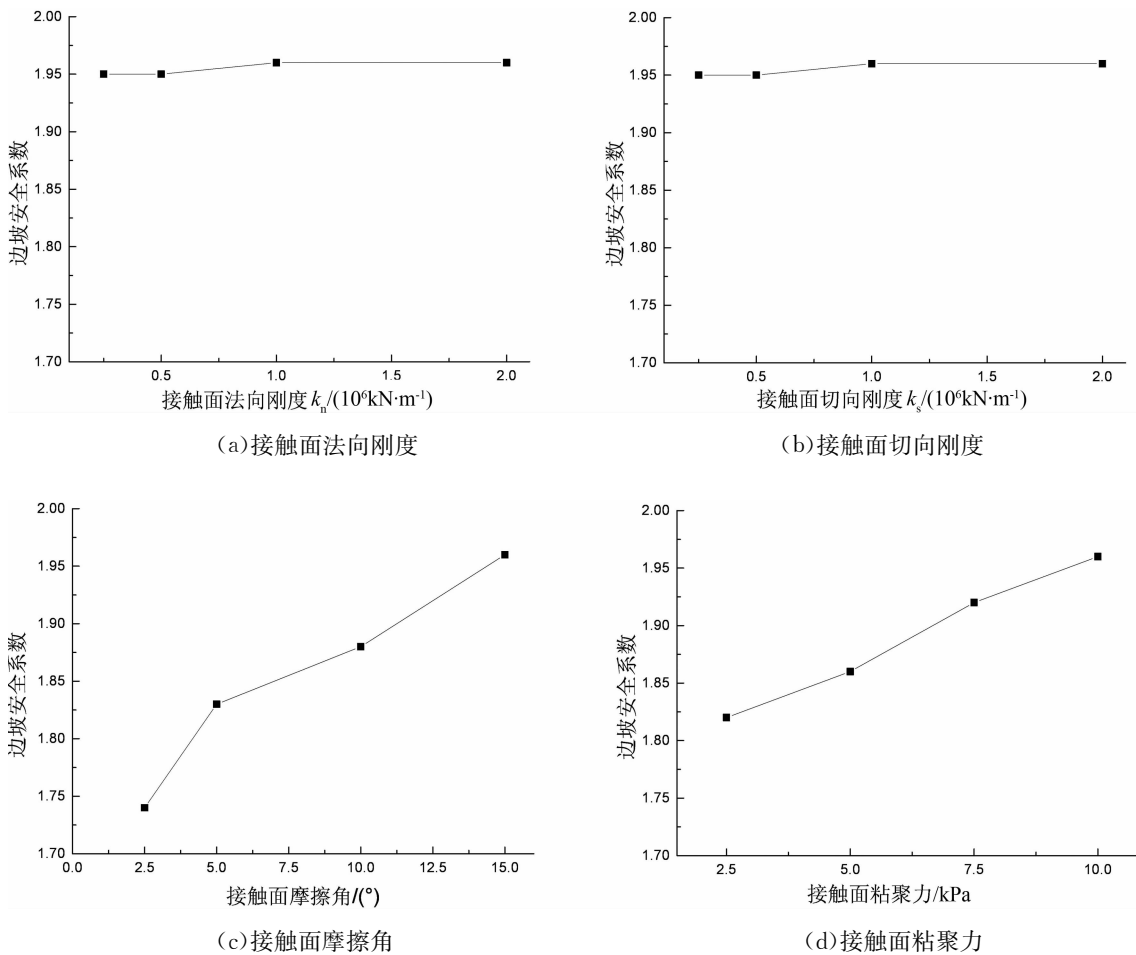 2.00
1.95
1.90
1.85
1.80
1.75
1.70
边坡安全系数
0.5 1.0 1.5 2.0
接触面法向刚度 kn/(10⁶kN·m⁻¹)
(a)接触面法向刚度
2.00
1.95
1.90
1.85
1.80
1.75
1.70
边坡安全系数
0.5 1.0 1.5 2.0
接触面切向刚度 ks/(10⁶kN·m⁻¹)
(b)接触面切向刚度
2.00
1.95
1.90
1.85
1.80
1.75
1.70
边坡安全系数
0.0 2.5 5.0 7.5 10.0 12.5 15.0
接触面摩擦角/(°)
(c)接触面摩擦角
2.00
1.95
1.90
1.85
1.80
1.75
1.70
边坡安全系数
2.5 5.0 7.5 10.0
接触面粘聚力/kPa
(d)接触面粘聚力